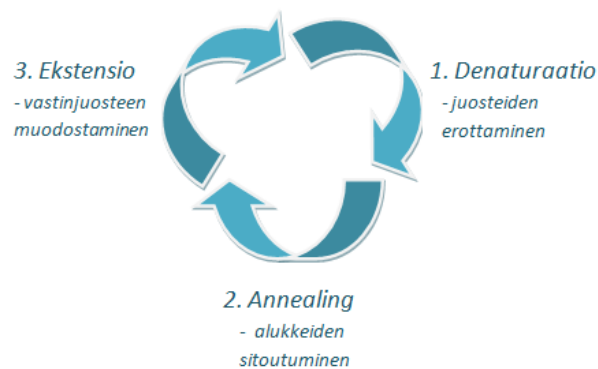 3. Ekstensio
- vastinjuosteen
muodostaminen
1. Denaturaatio
-juosteiden
erottaminen
2. Annealing
- alukkeiden
sitoutuminen